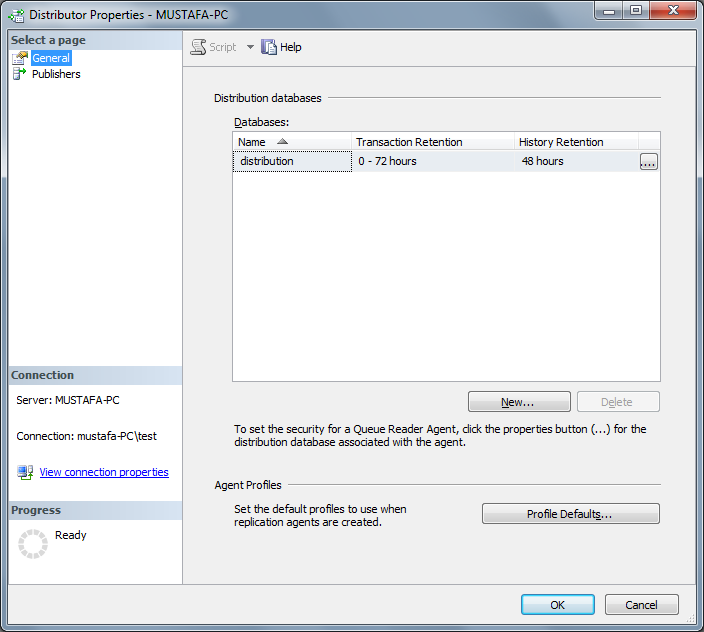 Distributor Properties - MUSTAFA-PC
Select a page
General
Publishers
Script
Help
Distribution databases
Databases:
Name
Transaction Retention
History Retention
distribution
0 - 72 hours
48 hours
....
New...
Delete
To set the security for a Queue Reader Agent, click the properties button (...) for the
distribution database associated with the agent.
Agent Profiles
Set the default profiles to use when
replication agents are created.
Profile Defaults...
Connection
Server: MUSTAFA-PC
Connection: mustafa-PC\test
View connection properties
Progress
Ready
OK
Cancel